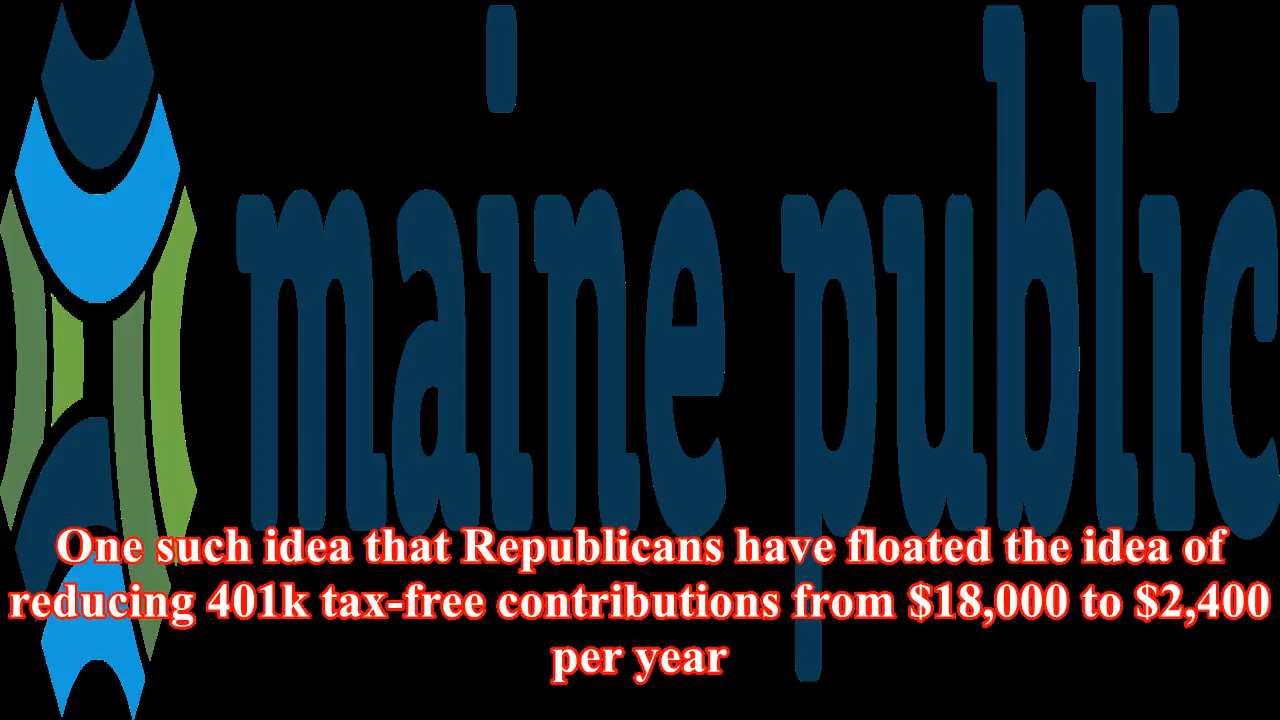 maine public
One such idea that Republicans have floated the idea of
reducing 401k tax-free contributions from $18,000 to $2,400
per year